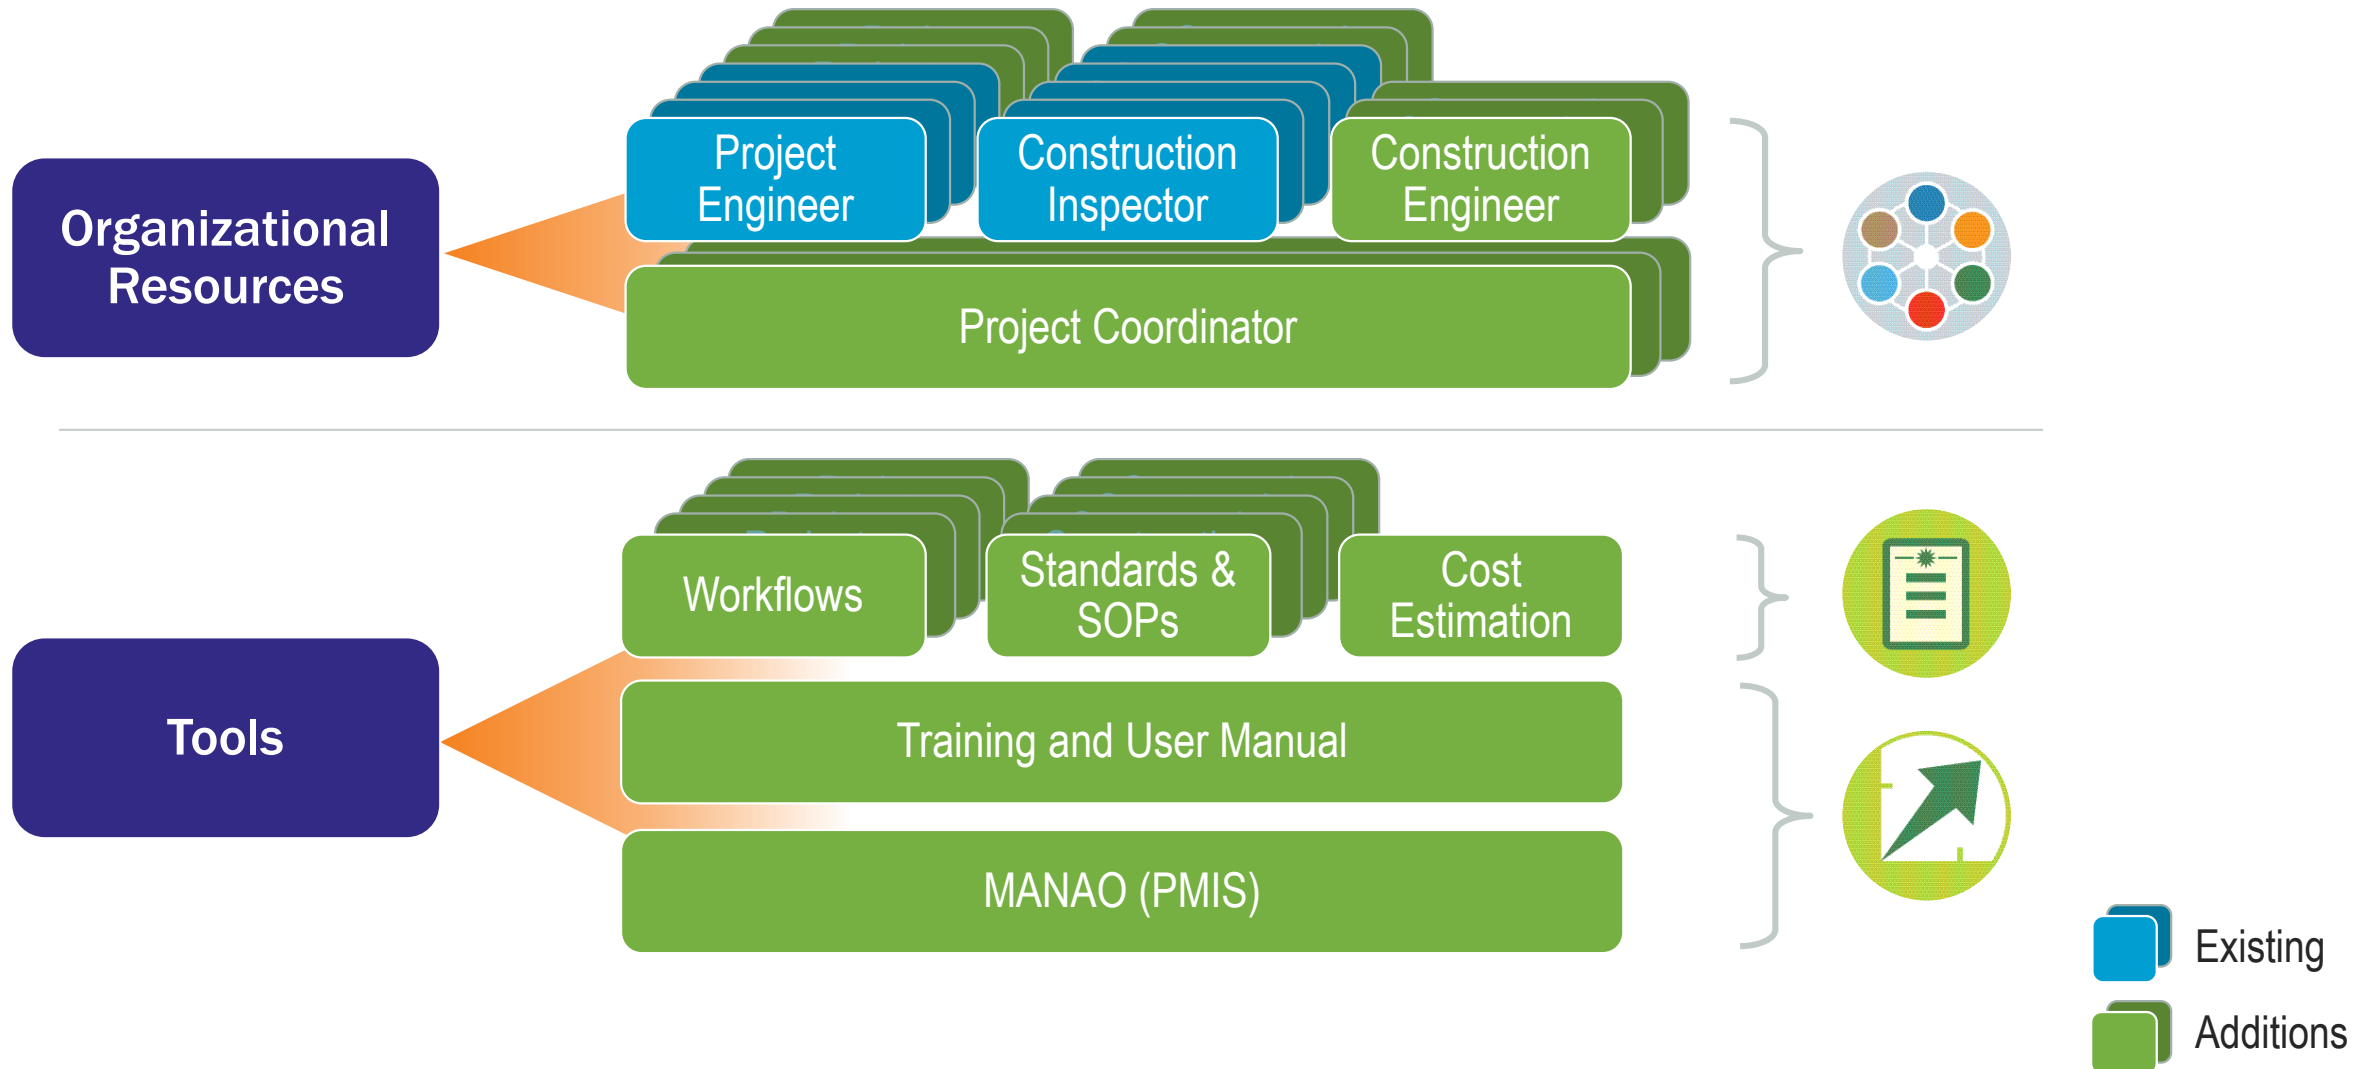 Organizational
Resources
Project
Engineer
Construction
Inspector
Construction
Engineer
Project Coordinator
Tools
Workflows
Standards &
SOPs
Cost
Estimation
Training and User Manual
MANAO (PMIS)
Existing
Additions